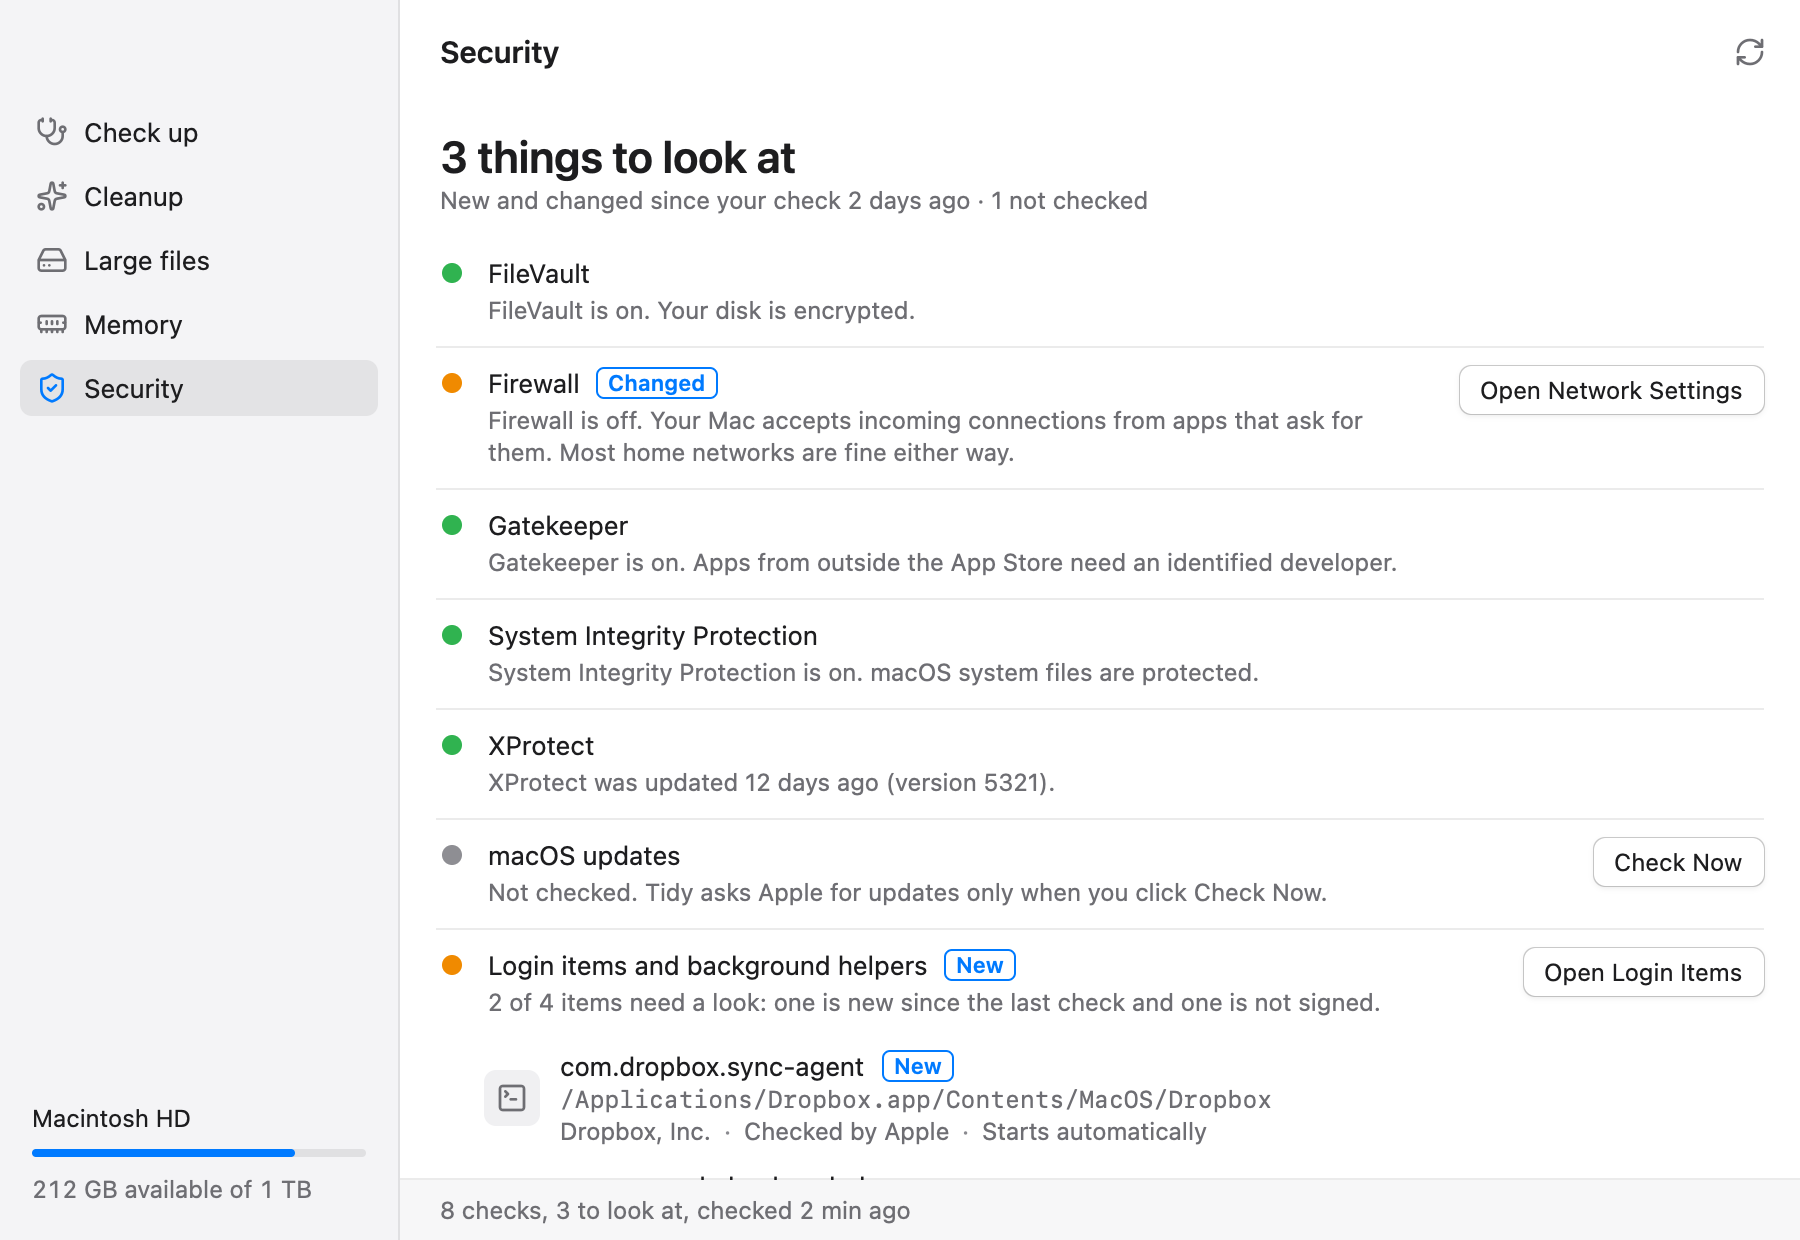 Security
Check up
Cleanup
Large files
Memory
Security
Macintosh HD
212 GB available of 1 TB
3 things to look at
New and changed since your check 2 days ago · 1 not checked
FileVault
FileVault is on. Your disk is encrypted.
Firewall Changed
Open Network Settings
Firewall is off. Your Mac accepts incoming connections from apps that ask for
them. Most home networks are fine either way.
Gatekeeper
Gatekeeper is on. Apps from outside the App Store need an identified developer.
System Integrity Protection
System Integrity Protection is on. macOS system files are protected.
XProtect
XProtect was updated 12 days ago (version 5321).
macOS updates
Check Now
Not checked. Tidy asks Apple for updates only when you click Check Now.
Login items and background helpers New
Open Login Items
2 of 4 items need a look: one is new since the last check and one is not signed.
com.dropbox.sync-agent New
/Applications/Dropbox.app/Contents/MacOS/Dropbox
Dropbox, Inc. · Checked by Apple · Starts automatically
8 checks, 3 to look at, checked 2 min ago